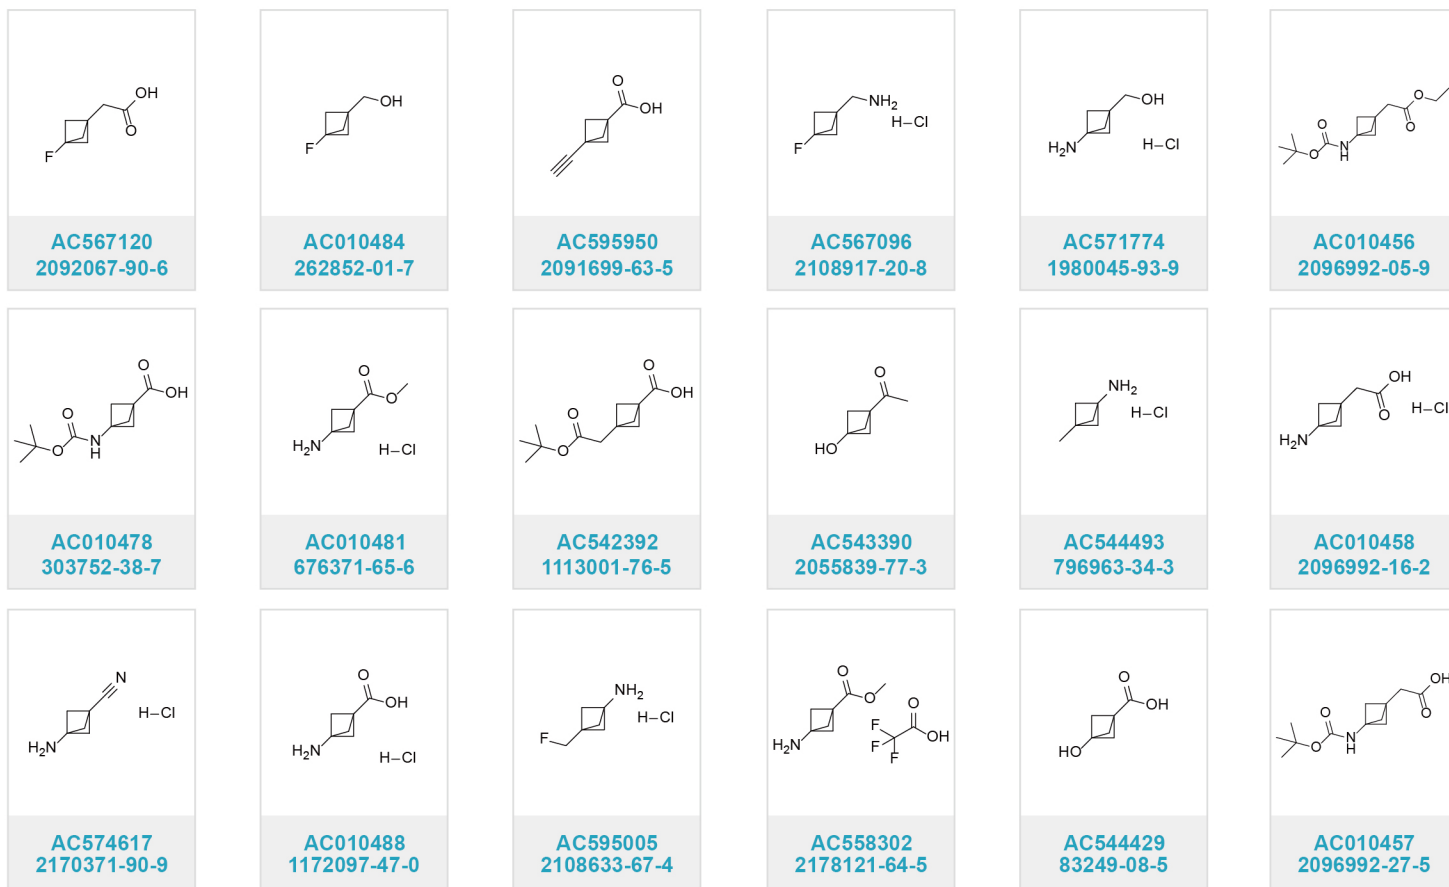 OH
O
F
AC567120
2092067-90-6
OH
F
AC010484
262852-01-7
O
OH
AC595950
2091699-63-5
NH2
H–Cl
F
AC567096
2108917-20-8
OH
H2N
H–Cl
AC571774
1980045-93-9
O
O
O
O
N
H
AC010456
2096992-05-9
O
OH
O
O
N
H
AC010478
303752-38-7
O
O
H2N
H–Cl
AC010481
676371-65-6
O
OH
O
O
AC542392
1113001-76-5
O
HO
AC543390
2055839-77-3
NH2
H–Cl
AC544493
796963-34-3
OH
O
H–Cl
H2N
AC010458
2096992-16-2
N
H–Cl
H2N
AC574617
2170371-90-9
O
OH
H2N
H–Cl
AC010488
1172097-47-0
NH2
H–Cl
F
AC595005
2108633-67-4
O
O
O
F
F
OH
H2N
F
AC558302
2178121-64-5
O
OH
HO
AC544429
83249-08-5
OH
O
O
O
N
H
AC010457
2096992-27-5